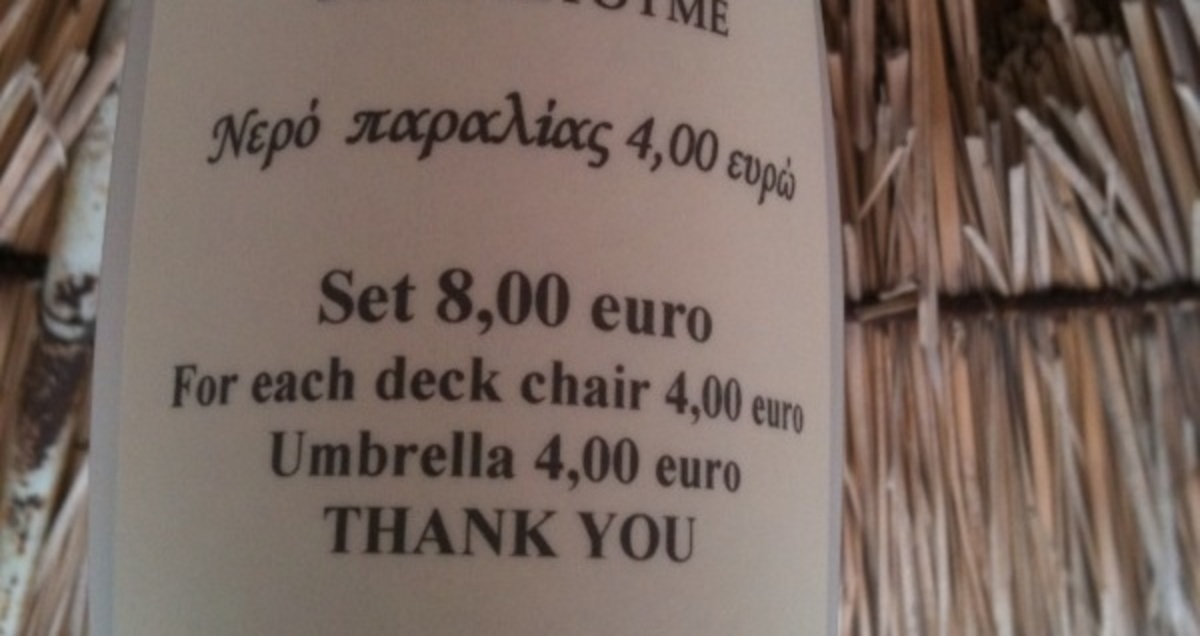 Νερό παραλίας 4,00 ευρώ
Set 8,00 euro
For each deck chair 4,00 euro
Umbrella 4,00 euro
THANK YOU